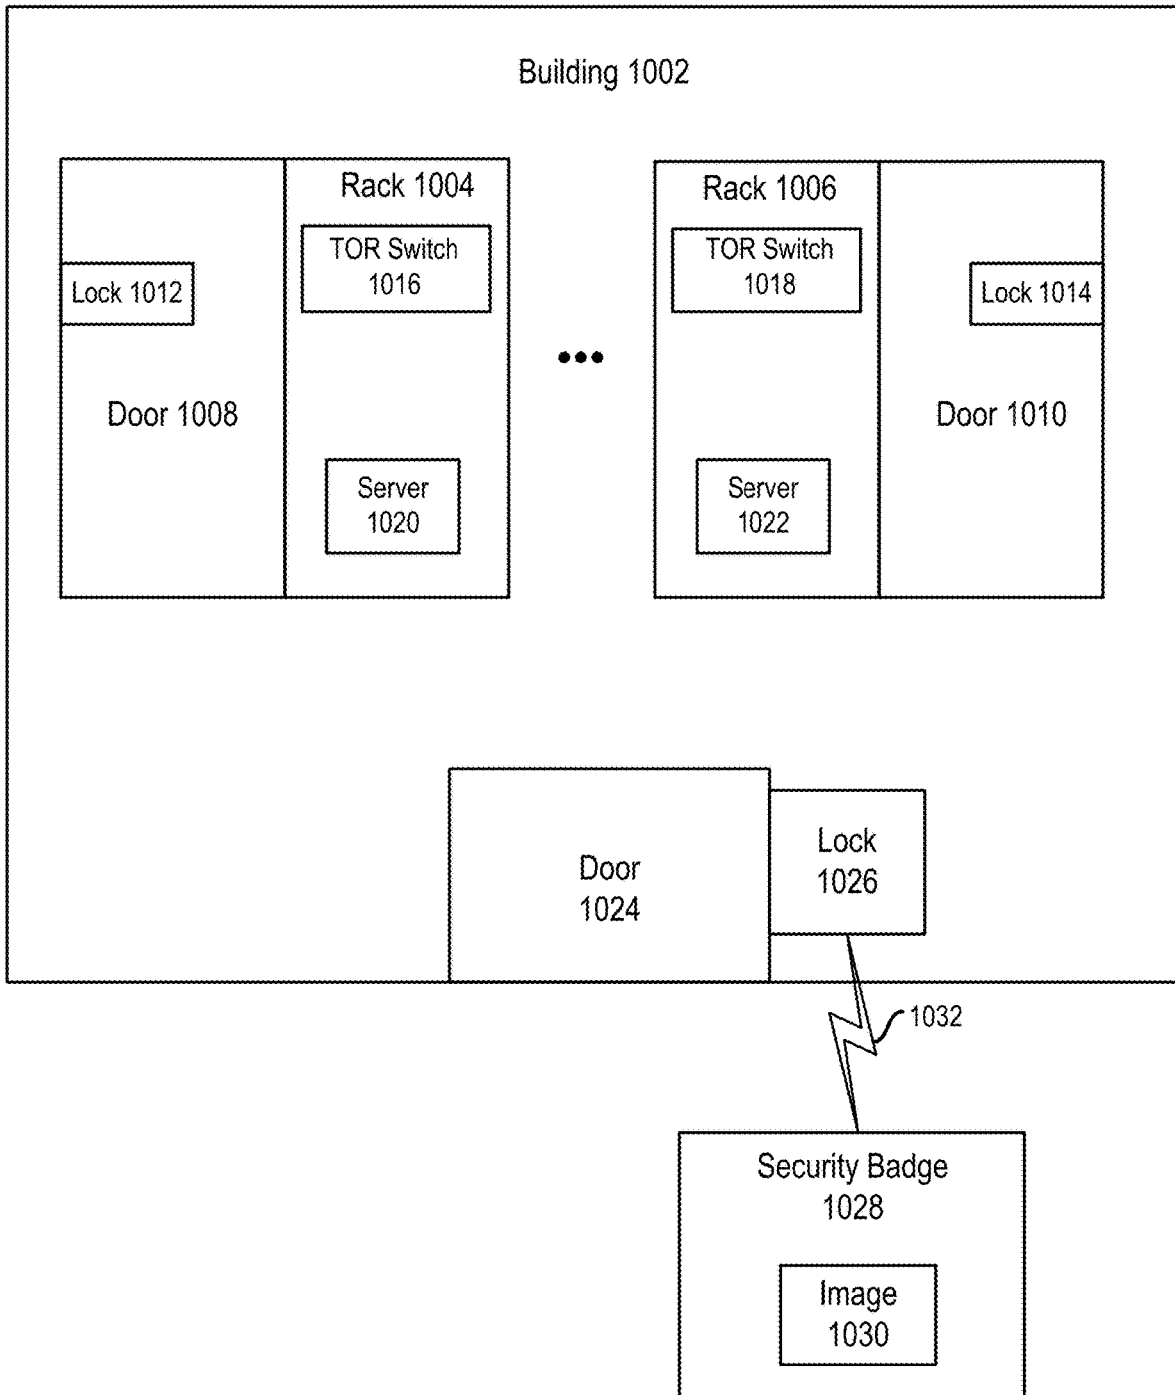 Building 1002
Rack 1004
TOR Switch
1016
Lock 1012
Door 1008
Server
1020
Rack 1006
TOR Switch
1018
Lock 1014
Door 1010
Server
1022
Door
1024
Lock
1026
1032
Security Badge
1028
Image
1030